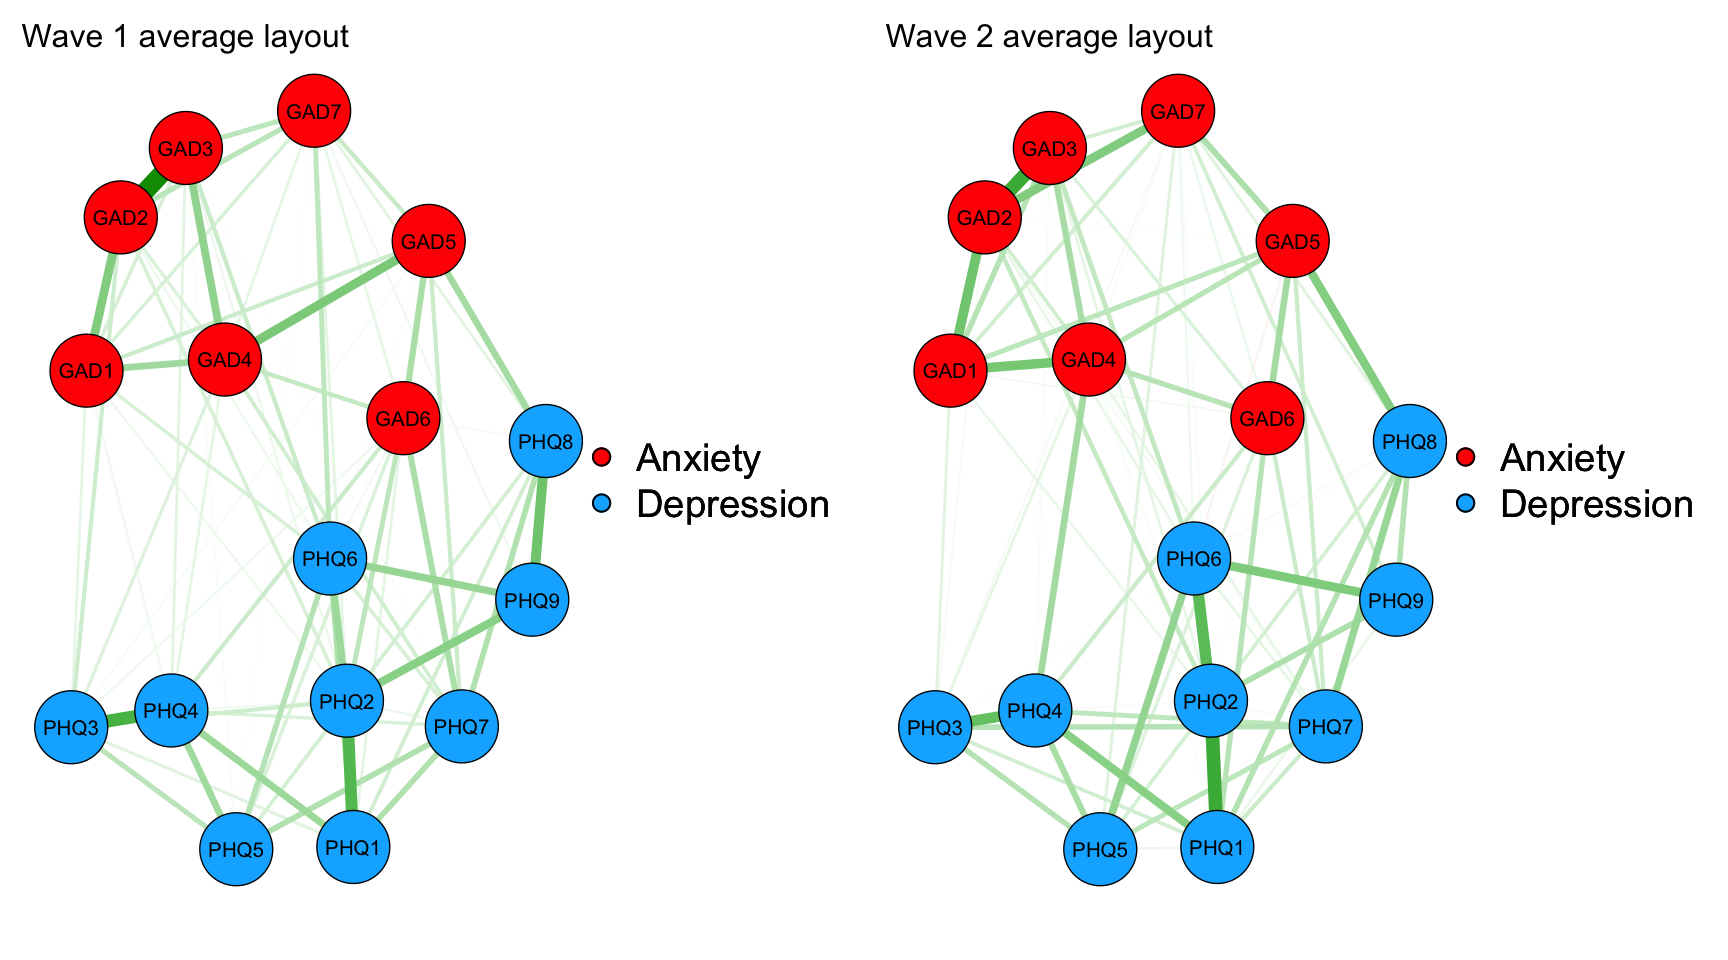 Wave 1 average layout
GAD7
GAD3
GAD2
GAD5
GAD1
GAD4
GAD6
PHQ8
PHQ6
PHQ9
PHQ3
PHQ4
PHQ2
PHQ7
PHQ5
PHQ1
Anxiety
Depression
Wave 2 average layout
GAD7
GAD3
GAD2
GAD5
GAD1
GAD4
GAD6
PHQ8
PHQ6
PHQ9
PHQ3
PHQ4
PHQ2
PHQ7
PHQ5
PHQ1
Anxiety
Depression